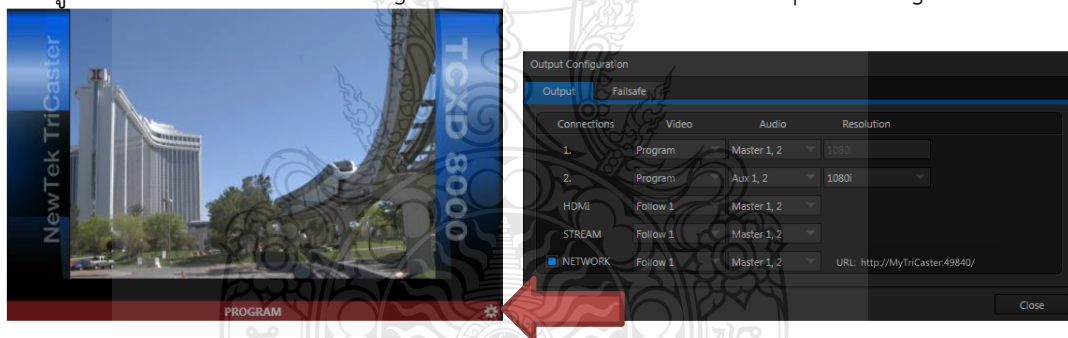 NewTek TriCaster
TCXD 8000
PROGRAM
Output Configuration
Output Failsafe
Connections Video Audio Resolution
1. Program Master 1, 2 1080i
2. Program Aux 1, 2 1080i
HDMI Follow 1 Master 1, 2
STREAM Follow 1 Master 1, 2
NETWORK Follow 1 Master 1, 2 URL: http://MyTriCaster:49840/
Close